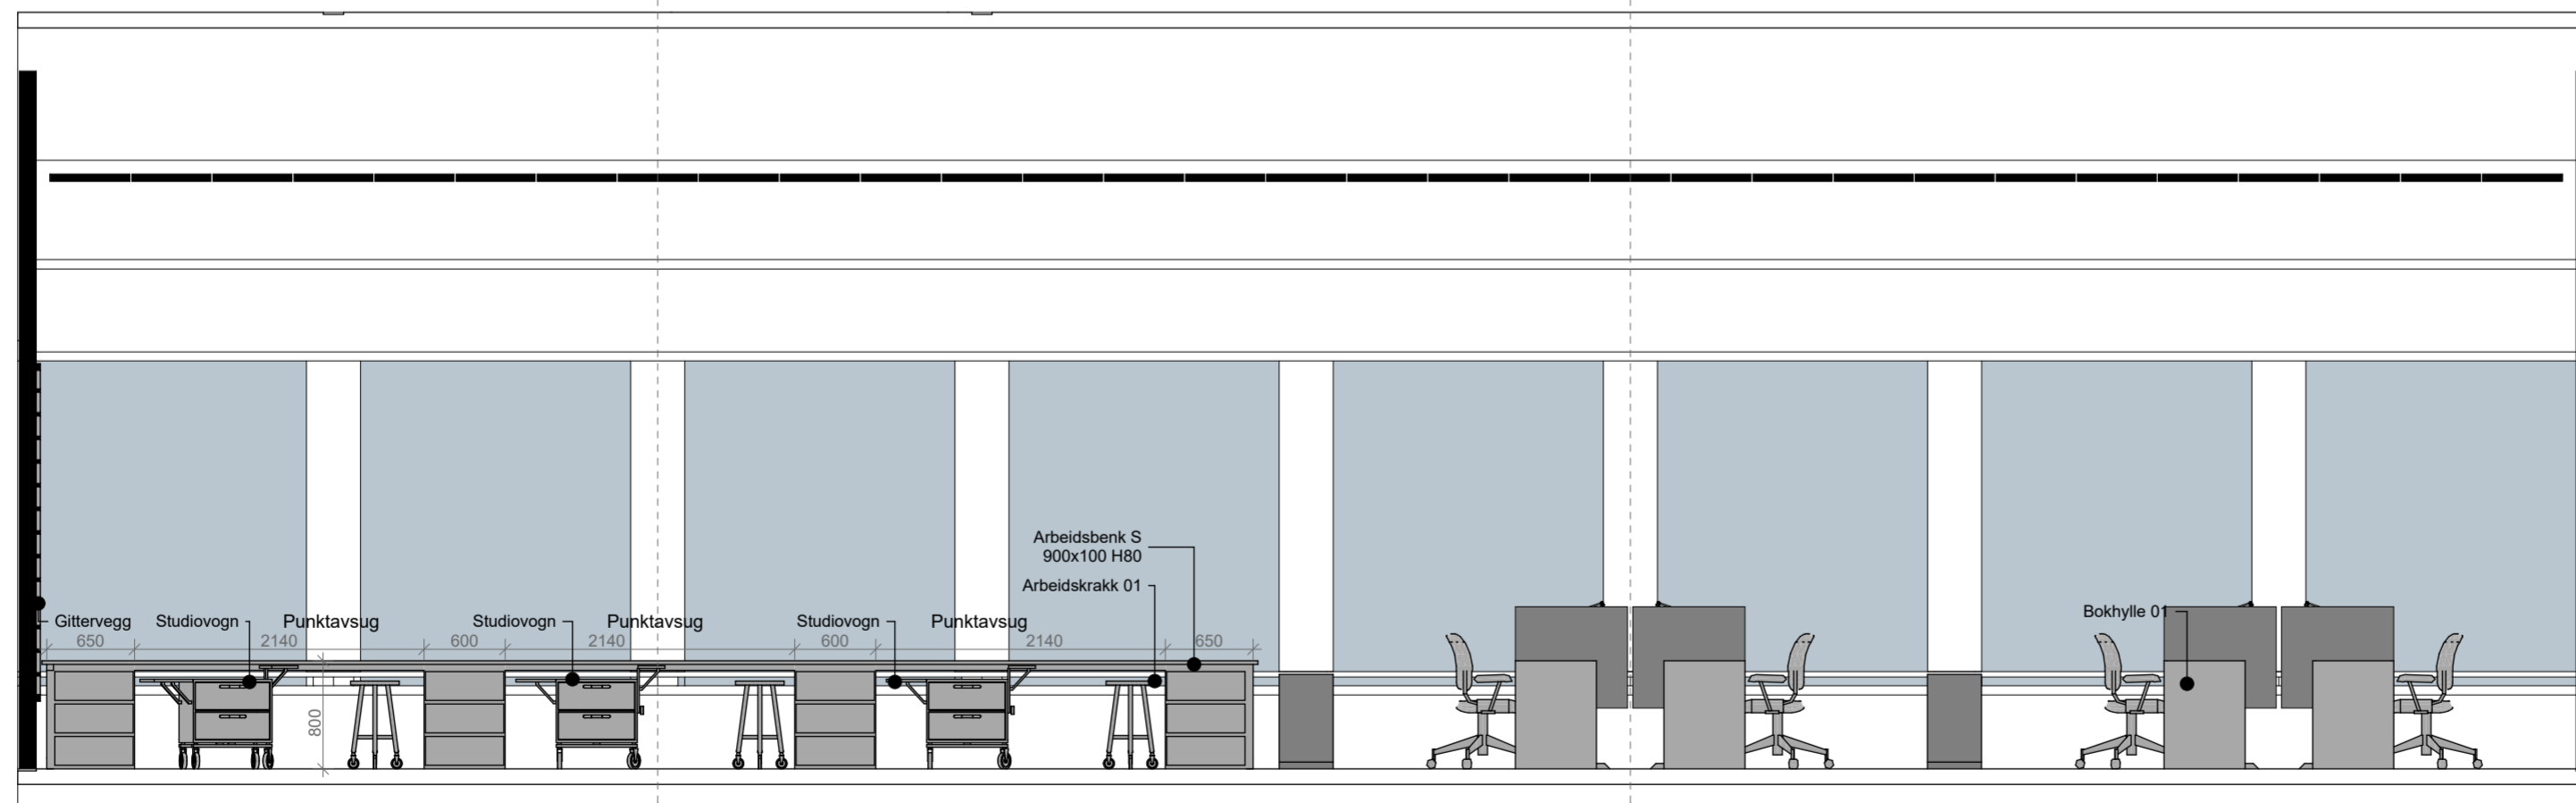 Arbeidsbenk S
900x100 H80
Arbeidskrakk 01
Gittervegg
Studiovogn
Punktavsug
Studiovogn
Punktavsug
Studiovogn
Punktavsug
Bokhylle 01
650
2140
600
2140
600
2140
650
800